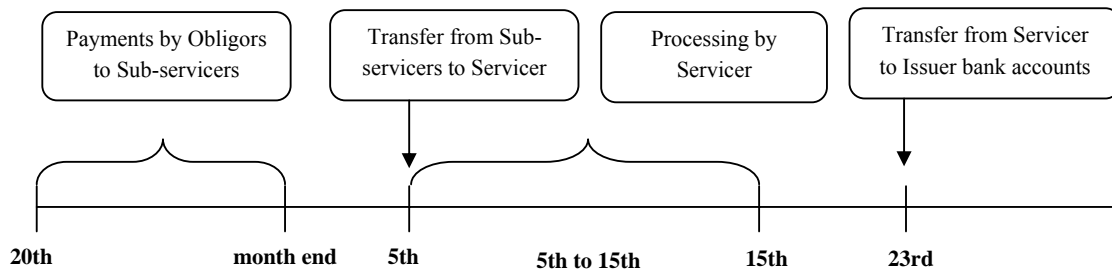 Payments by Obligors
to Sub-servicers
Transfer from Sub-
servicers to Servicer
Processing by
Servicer
Transfer from Servicer
to Issuer bank accounts
20th
month end
5th
5th to 15th
15th
23rd